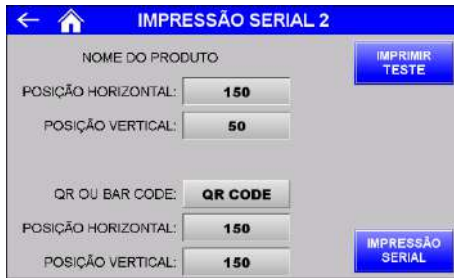 IMPRESSÃO SERIAL 2
NOME DO PRODUTO
IMPRIMIR
TESTE
POSIÇÃO HORIZONTAL: 150
POSIÇÃO VERTICAL: 50
QR OU BAR CODE: QR CODE
POSIÇÃO HORIZONTAL: 150
POSIÇÃO VERTICAL: 150
IMPRESSÃO
SERIAL